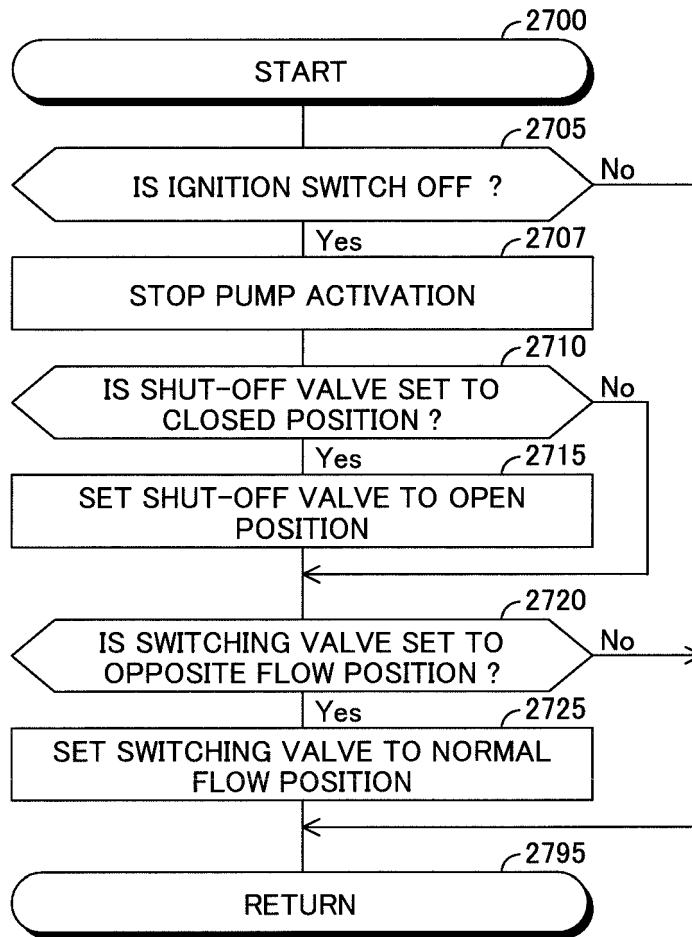 2700
START
2705
IS IGNITION SWITCH OFF ?
No
Yes
2707
STOP PUMP ACTIVATION
2710
IS SHUT-OFF VALVE SET TO
CLOSED POSITION ?
No
Yes
2715
SET SHUT-OFF VALVE TO OPEN
POSITION
2720
IS SWITCHING VALVE SET TO
OPPOSITE FLOW POSITION ?
No
Yes
2725
SET SWITCHING VALVE TO NORMAL
FLOW POSITION
2795
RETURN